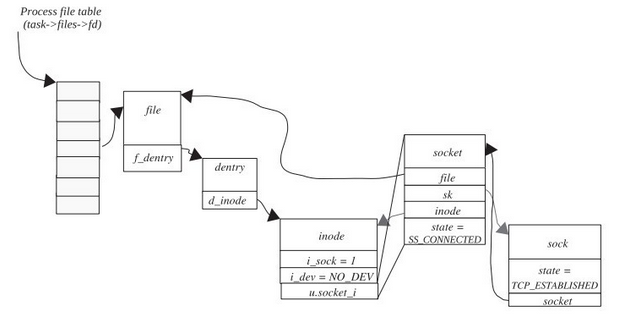 Process file table
(task->files->fd)
file
f_dentry
dentry
d_inode
inode
i_sock = 1
i_dev = NO_DEV
u.socket_i
socket
file
sk
inode
state =
SS_CONNECTED
sock
state =
TCP_ESTABLISHED
socket